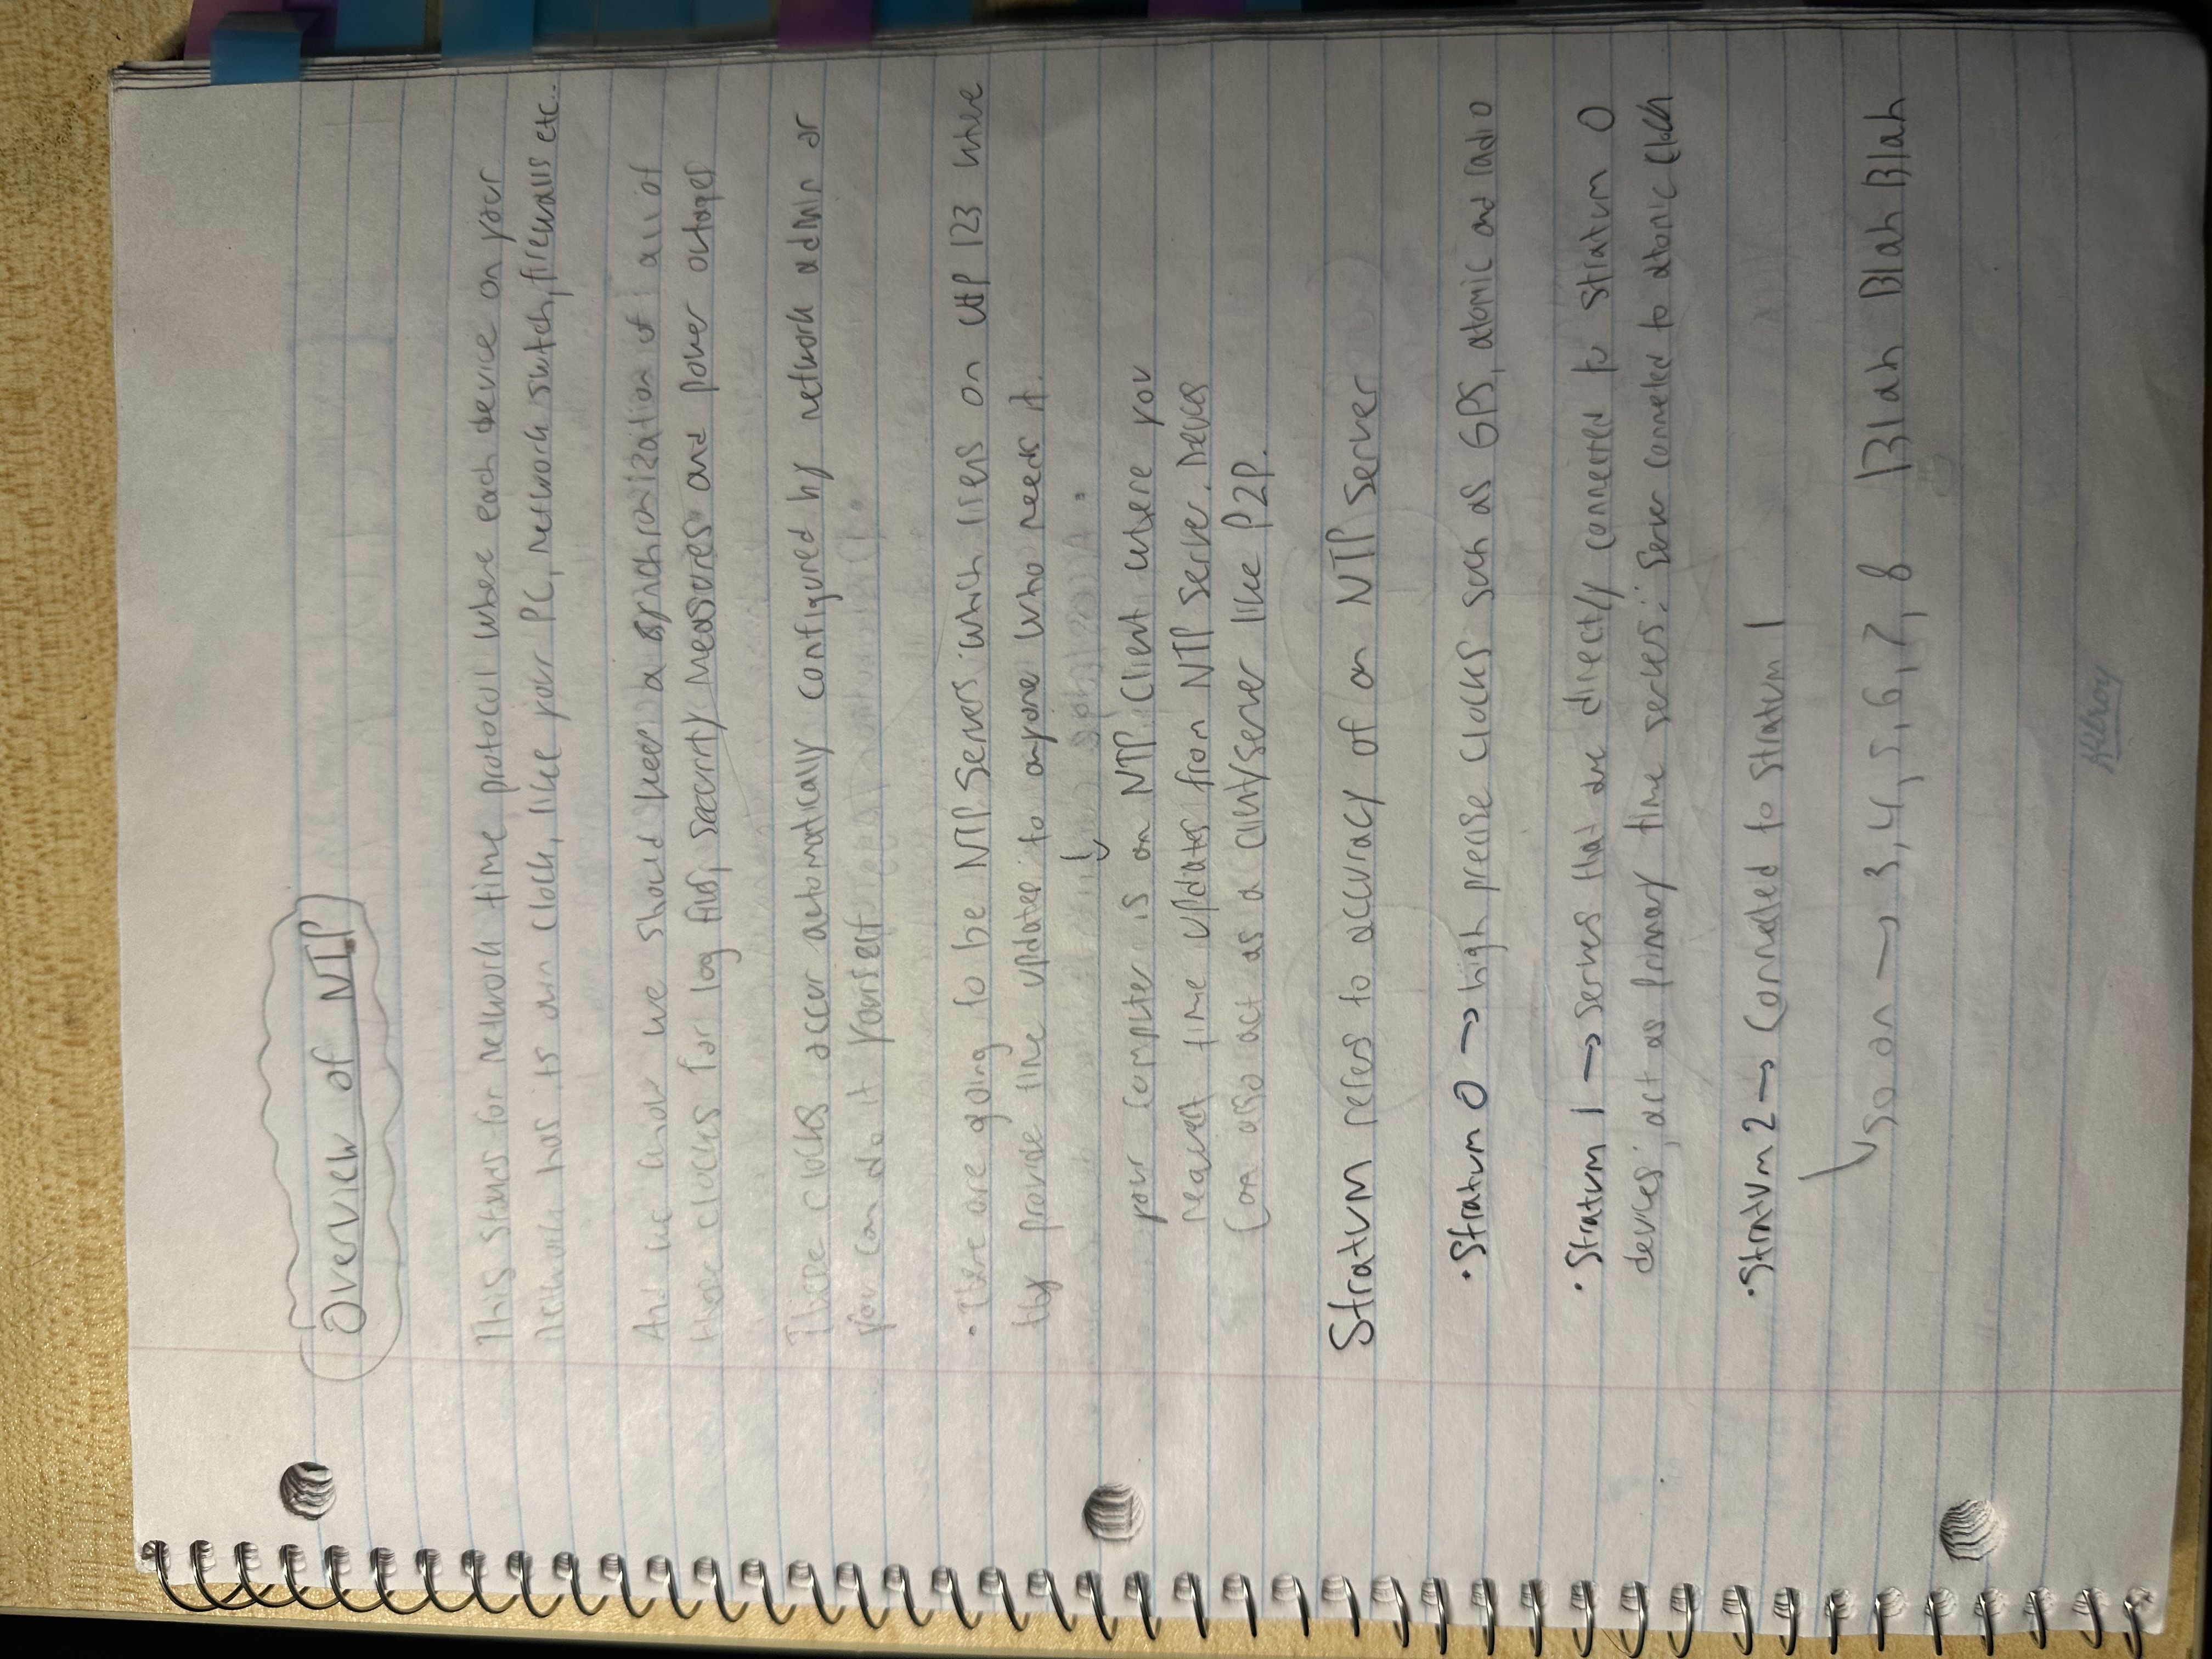 Overview of NTP
This stands for network time protocol where each device on your
network has its own clock, like your PC, network switch, firewalls etc..
And we know we should keep a synchronization of all of
these clocks for log files, security measures and power outages
These clocks occur automatically configured by network admin or
you can do it yourself
• There are going to be NTP servers which on UDP 123 where
they provide time updates to anyone who needs it.
↓
your computer is an NTP client where you
request time updates from NTP server. Devices
can also act as a client/server like P2P.
Stratum refers to accuracy of an NTP server
• Stratum 0 → high precise clocks such as GPS, atomic and radio
• Stratum 1 → servers that are directly connected to stratum 0
devices; act as primary time servers: Server connected to atomic clock
• Stratum 2 → Connected to stratum 1
↳ so on → 3, 4, 5, 6, 7, 8 Blah Blah Blah
Hilroy